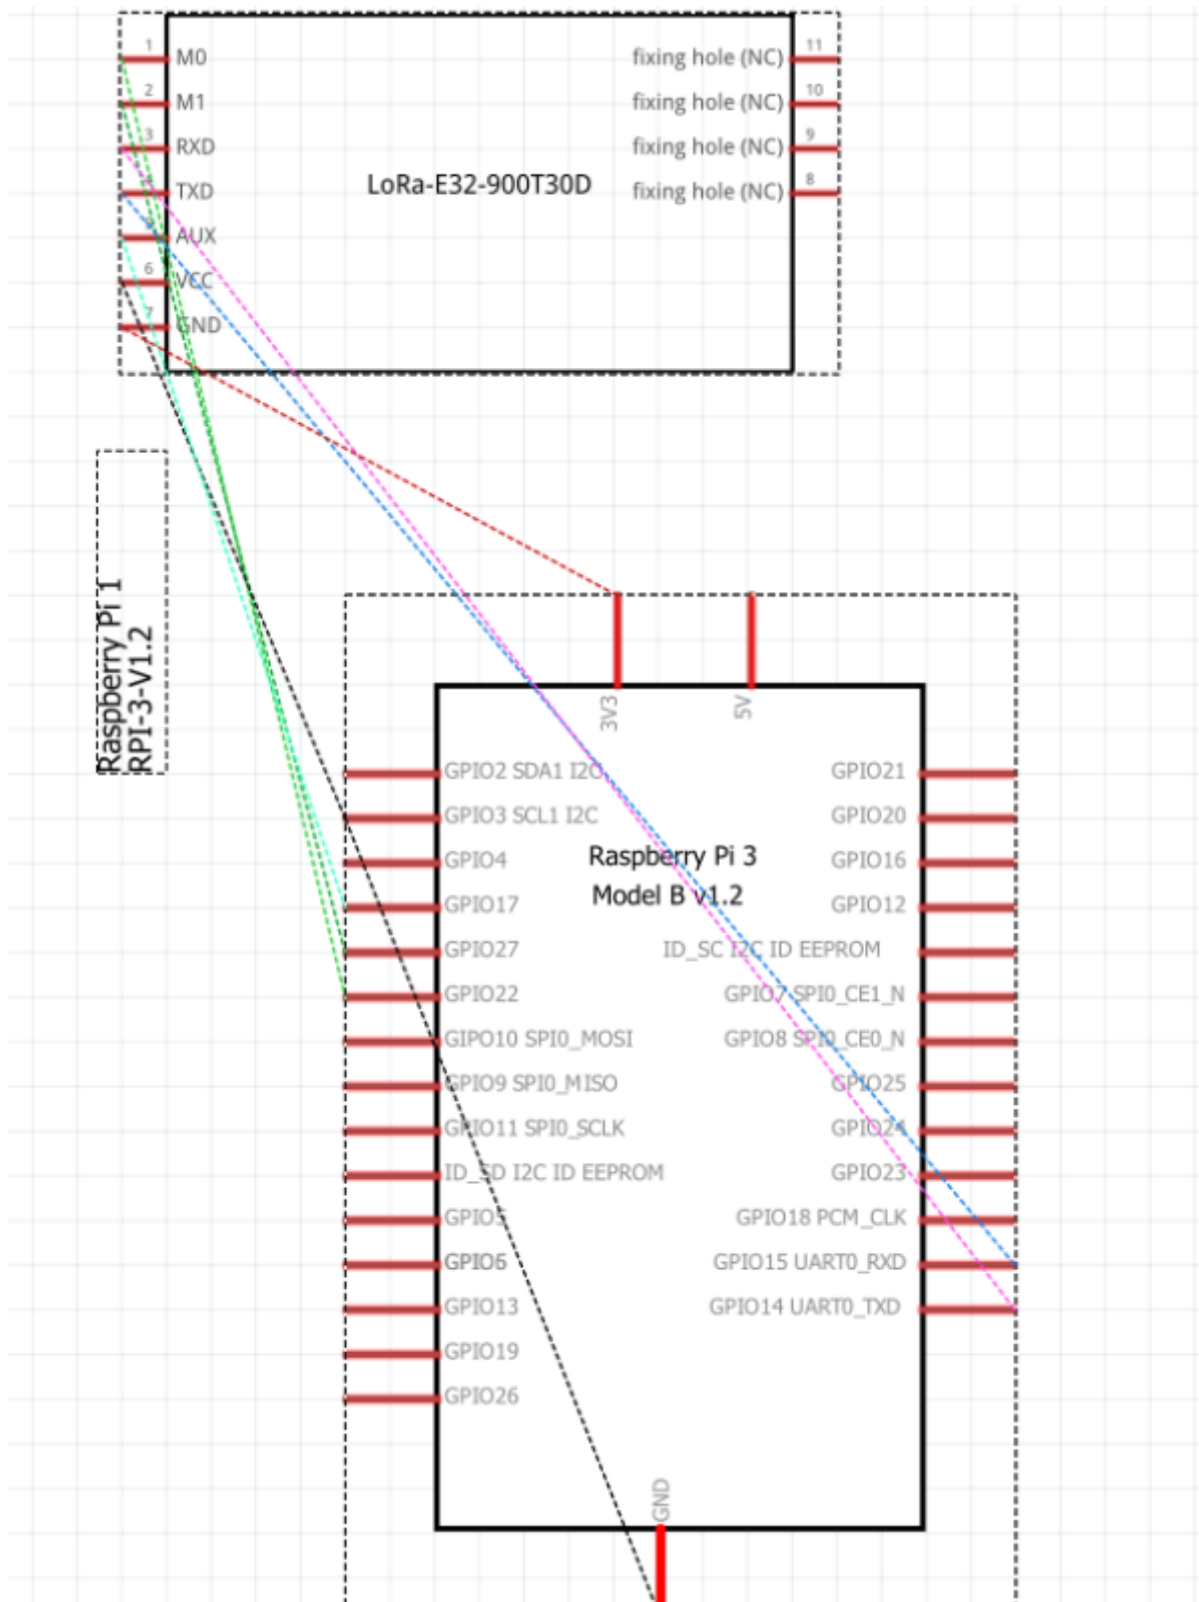 1
M0
2
M1
3
RXD
TXD
AUX
6
VCC
7
GND
LoRa-E32-900T30D
fixing hole (NC)
11
fixing hole (NC)
10
fixing hole (NC)
9
fixing hole (NC)
8
Raspberry Pi 1
RPI-3-V1.2
3V3
5V
Raspberry Pi 3
Model B v1.2
GPIO2 SDA1 I2C
GPIO3 SCL1 I2C
GPIO4
GPIO17
GPIO27
GPIO22
GIPO10 SPI0_MOSI
GPIO9 SPI0_MISO
GPIO11 SPI0_SCLK
ID_SD I2C ID EEPROM
GPIO5
GPIO6
GPIO13
GPIO19
GPIO26
GPIO21
GPIO20
GPIO16
GPIO12
ID_SC I2C ID EEPROM
GPIO7 SPI0_CE1_N
GPIO8 SPI0_CE0_N
GPIO25
GPIO24
GPIO23
GPIO18 PCM_CLK
GPIO15 UART0_RXD
GPIO14 UART0_TXD
GND